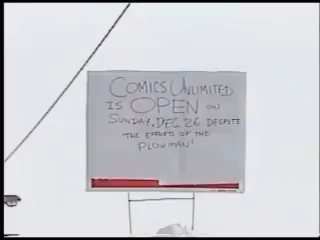 COMICS UNLIMITED
IS OPEN ON
SUNDAY, DEC 26 DESPITE
THE EFFORTS OF THE
PLOWMAN!